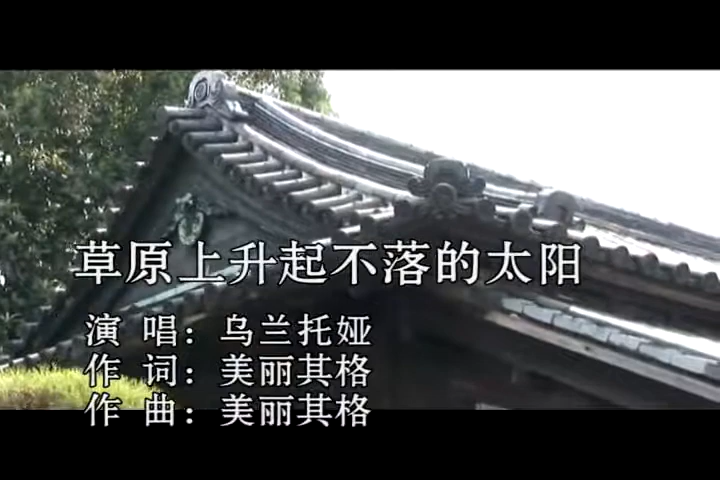 草原上升起不落的太阳
演 唱：乌兰托娅
作 词：美丽其格
作 曲：美丽其格